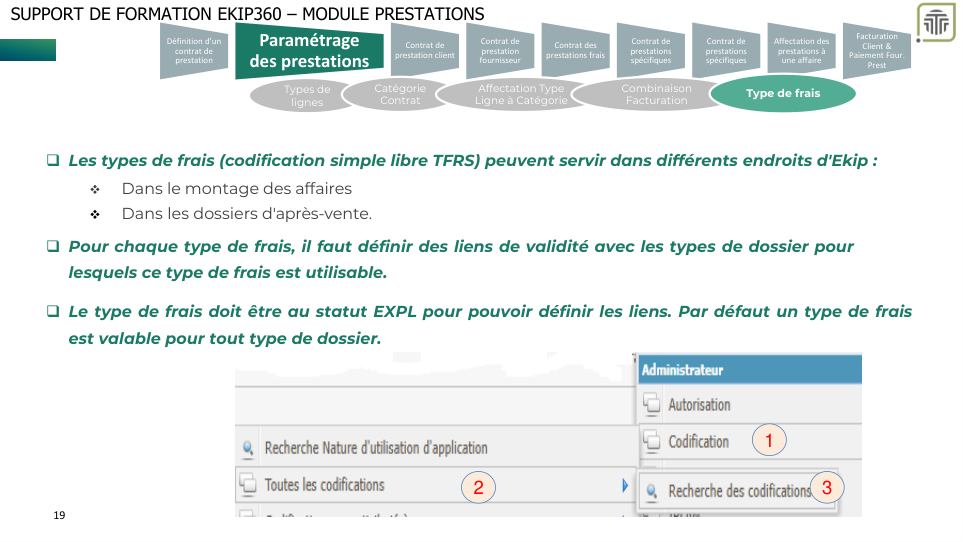 SUPPORT DE FORMATION EKIP360 – MODULE PRESTATIONS
Définition d'un
contrat de
prestation
Paramétrage
des prestations
Contrat de
prestation client
Contrat de
prestation
fournisseur
Contrat des
prestations frais
Contrat de
prestations
spécifiques
Contrat de
prestations
spécifiques
Affectation des
prestations à
une affaire
Facturation
Client &
Paiement Four.
Prest
Types de
lignes
Catégorie
Contrat
Affectation Type
Ligne à Catégorie
Combinaison
Facturation
Type de frais
❑ Les types de frais (codification simple libre TFRS) peuvent servir dans différents endroits d'Ekip :
❖ Dans le montage des affaires
❖ Dans les dossiers d'après-vente.
❑ Pour chaque type de frais, il faut définir des liens de validité avec les types de dossier pour
lesquels ce type de frais est utilisable.
❑ Le type de frais doit être au statut EXPL pour pouvoir définir les liens. Par défaut un type de frais
est valable pour tout type de dossier.
Administrateur
Autorisation
Codification 1
Recherche Nature d'utilisation d'application
Toutes les codifications 2
Recherche des codifications 3
19